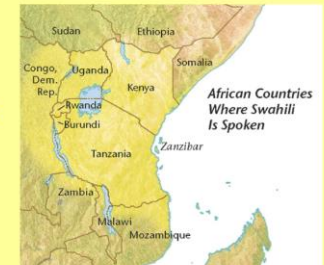 Sudan
Ethiopia
Somalia
Congo,
Dem.
Rep.
Uganda
Kenya
African Countries
Where Swahili
Is Spoken
Rwanda
Burundi
Zanzibar
Tanzania
Zambia
Malawi
Mozambique